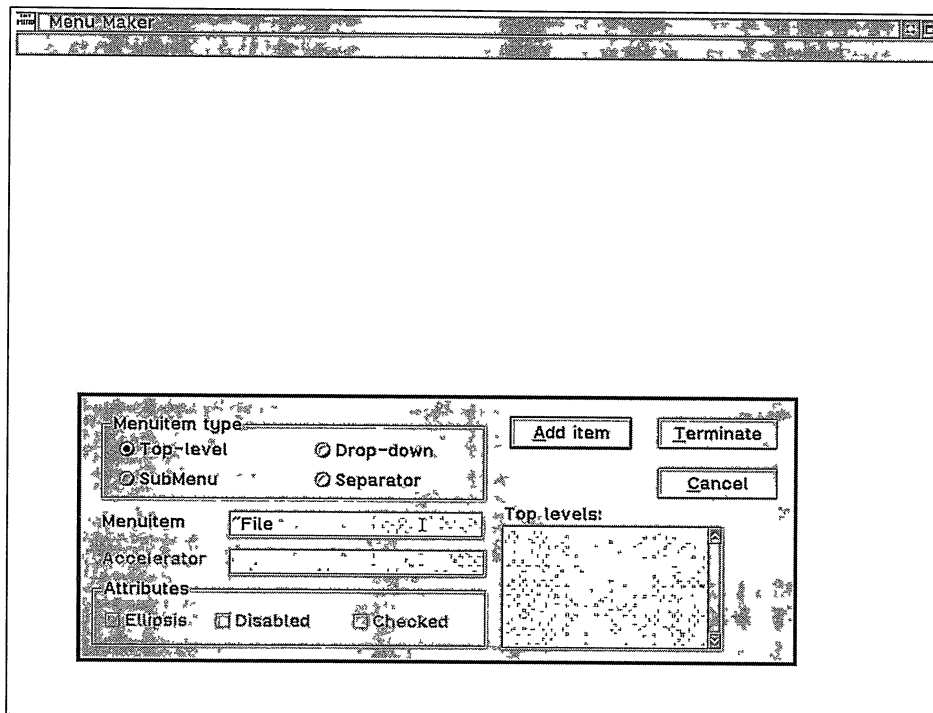 Menu Maker
Menuitem type
Top-level
Drop-down
SubMenu
Separator
Add item
Terminate
Cancel
Menuitem
~File
Accelerator
Top levels:
Attributes
Ellipsis
Disabled
Checked